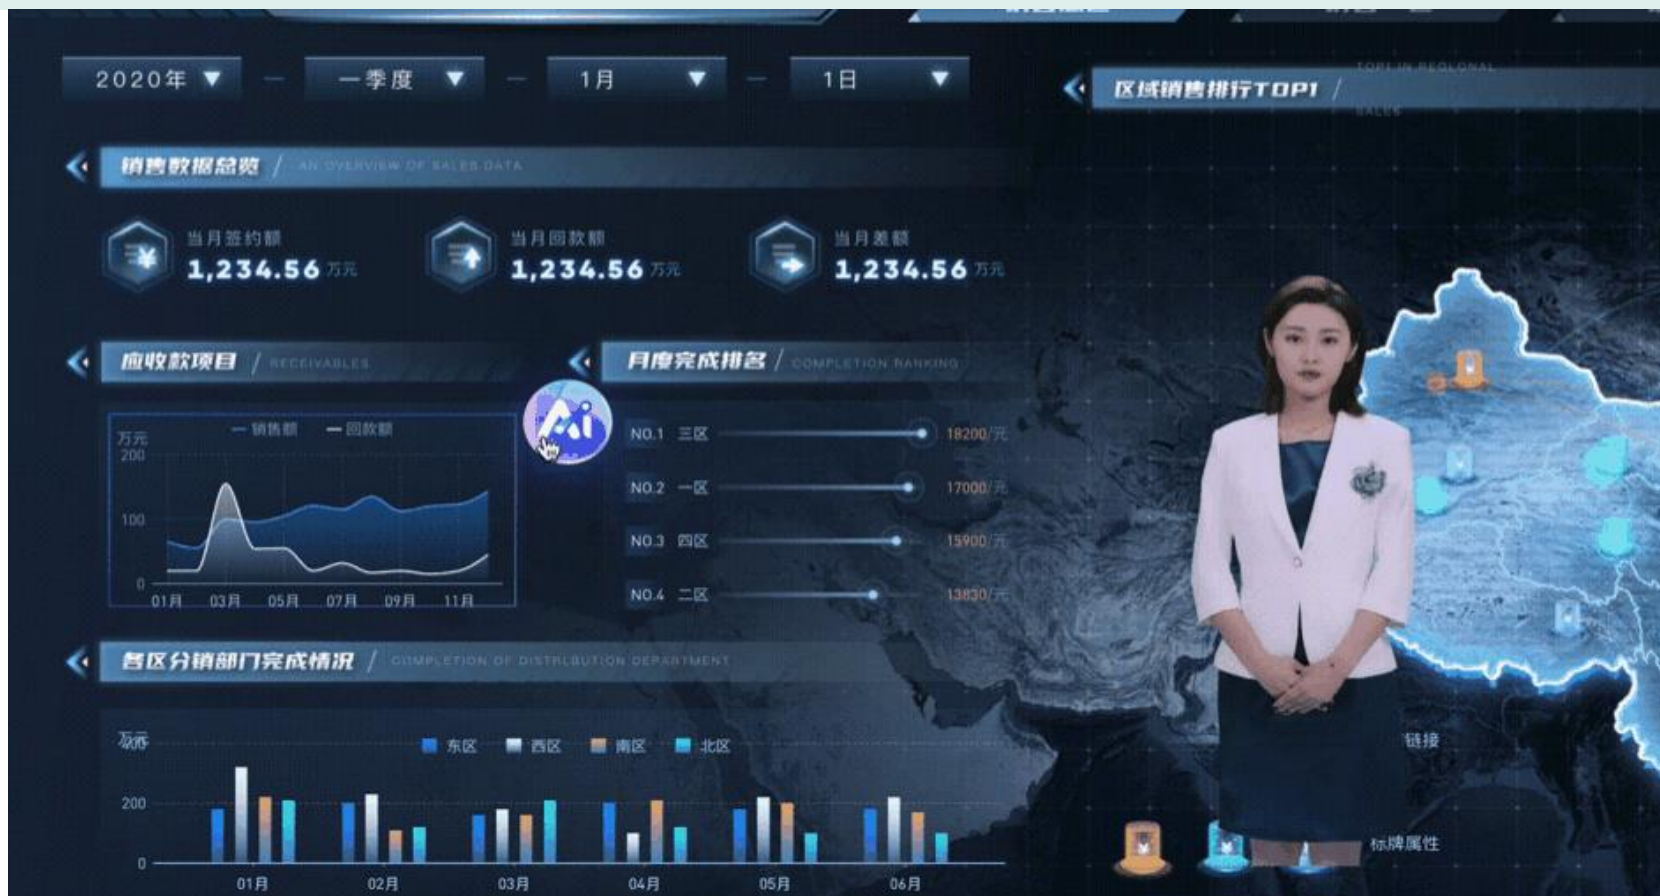 2020年 一季度 1月 1日
TOP1 IN REGLONAL
区域销售排行TOP1 /
SALES
销售数据总览 / AN OVERVIEW OF SALES DATA
当月签约额
1,234.56 万元
当月回款额
1,234.56 万元
当月差额
1,234.56 万元
应收款项目 / RECEIVABLES
万元
销售额 回款额
200
100
0
01月 03月 05月 07月 09月 11月
Ai
月度完成排名 / COMPLETION RANKING
NO.1 三区 18200/元
NO.2 一区 17000/元
NO.3 四区 15900/元
NO.4 二区 13830/元
各区分销部门完成情况 / COMPLETION OF DISTRLBUTION DEPARTMENT
万元
400
东区 西区 南区 北区
200
0
01月 02月 03月 04月 05月 06月
链接
标牌属性